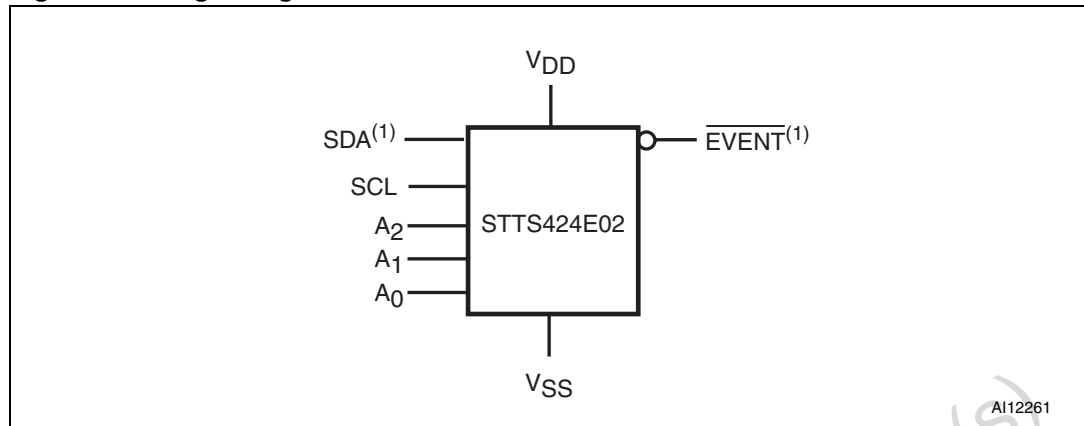 VDD
SDA(1)
EVENT(1)
SCL
A2
STTS424E02
A1
A0
VSS
AI12261
(s)